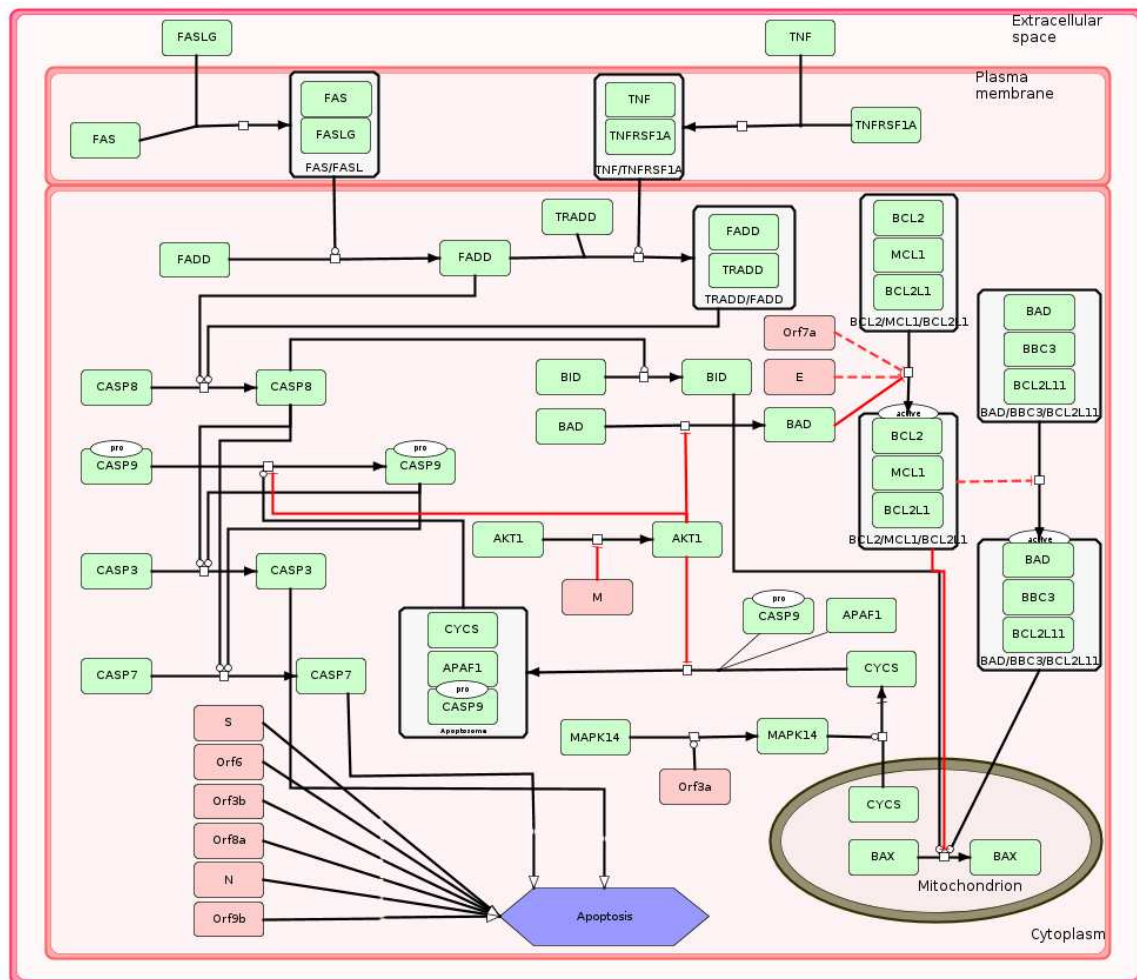 Extracellular
space
FASLG
TNF
Plasma
membrane
FAS
TNF
FAS
FASLG
TNFRSF1A
TNFRSF1A
FAS/FASL
TNF/TNFRSF1A
TRADD
BCL2
FADD
FADD
FADD
MCL1
TRADD
BCL2L1
TRADD/FADD
BCL2/MCL1/BCL2L1
BAD
Orf7a
BBC3
CASP8
CASP8
BID
BID
E
BCL2L11
BAD/BBC3/BCL2L11
active
BAD
BAD
BCL2
pro
CASP9
pro
CASP9
MCL1
BCL2L1
AKT1
AKT1
BCL2/MCL1/BCL2L1
active
BAD
CASP3
CASP3
M
BBC3
pro
CASP9
APAF1
CYCS
BCL2L11
BAD/BBC3/BCL2L11
CASP7
CASP7
APAF1
CYCS
pro
CASP9
Apoptosome
S
MAPK14
MAPK14
Orf6
Orf3a
Orf3b
CYCS
Orf8a
BAX
BAX
N
Mitochondrion
Orf9b
Apoptosis
Cytoplasm